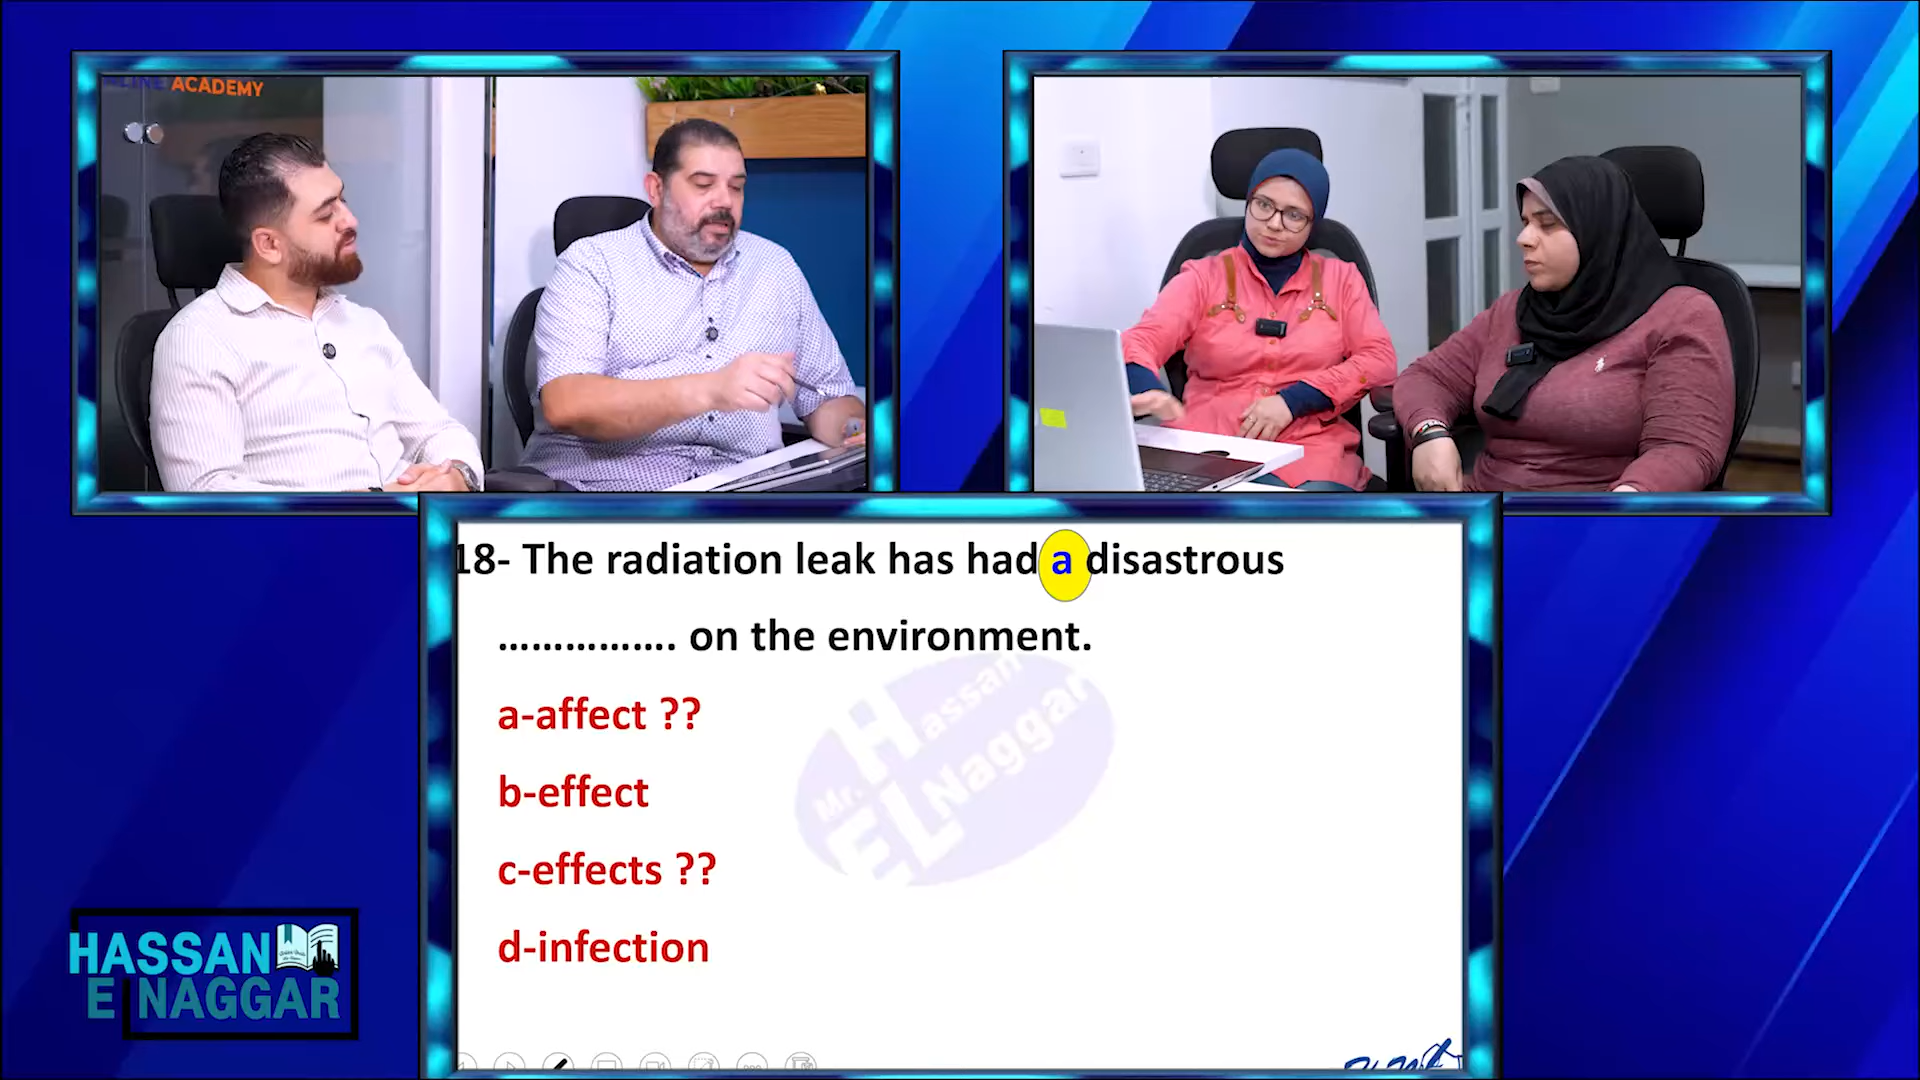 ACADEMY
18- The radiation leak has had a disastrous
................ on the environment.
a-affect ??
b-effect
c-effects ??
d-infection
Mr. Hassan
ELNaggar
HASSAN
ELNAGGAR